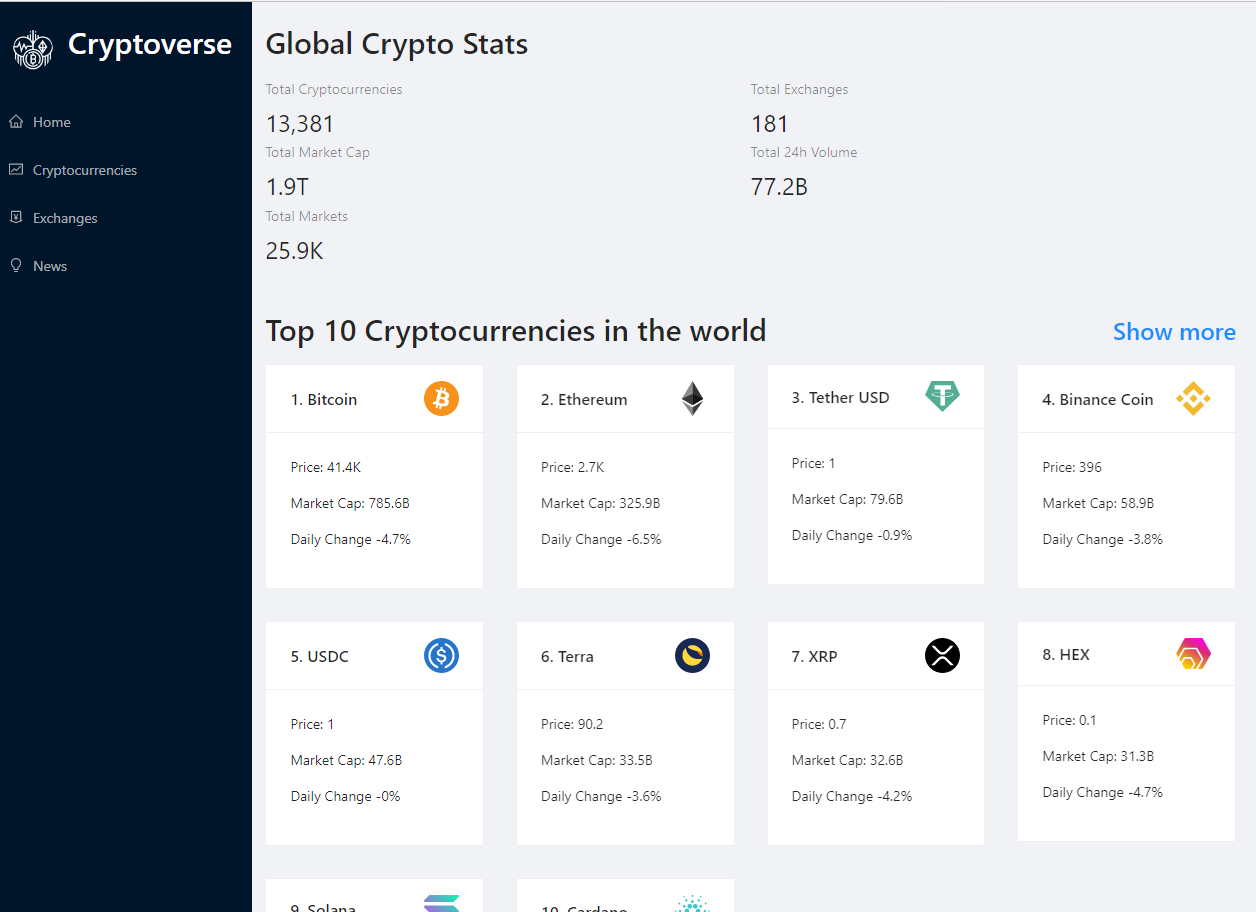 Cryptoverse
Home
Cryptocurrencies
Exchanges
News
Global Crypto Stats
Total Cryptocurrencies
13,381
Total Exchanges
181
Total Market Cap
1.9T
Total 24h Volume
77.2B
Total Markets
25.9K
Top 10 Cryptocurrencies in the world
Show more
1. Bitcoin
Price: 41.4K
Market Cap: 785.6B
Daily Change -4.7%
2. Ethereum
Price: 2.7K
Market Cap: 325.9B
Daily Change -6.5%
3. Tether USD
Price: 1
Market Cap: 79.6B
Daily Change -0.9%
4. Binance Coin
Price: 396
Market Cap: 58.9B
Daily Change -3.8%
5. USDC
Price: 1
Market Cap: 47.6B
Daily Change -0%
6. Terra
Price: 90.2
Market Cap: 33.5B
Daily Change -3.6%
7. XRP
Price: 0.7
Market Cap: 32.6B
Daily Change -4.2%
8. HEX
Price: 0.1
Market Cap: 31.3B
Daily Change -4.7%
9. Solana
10. Cardano